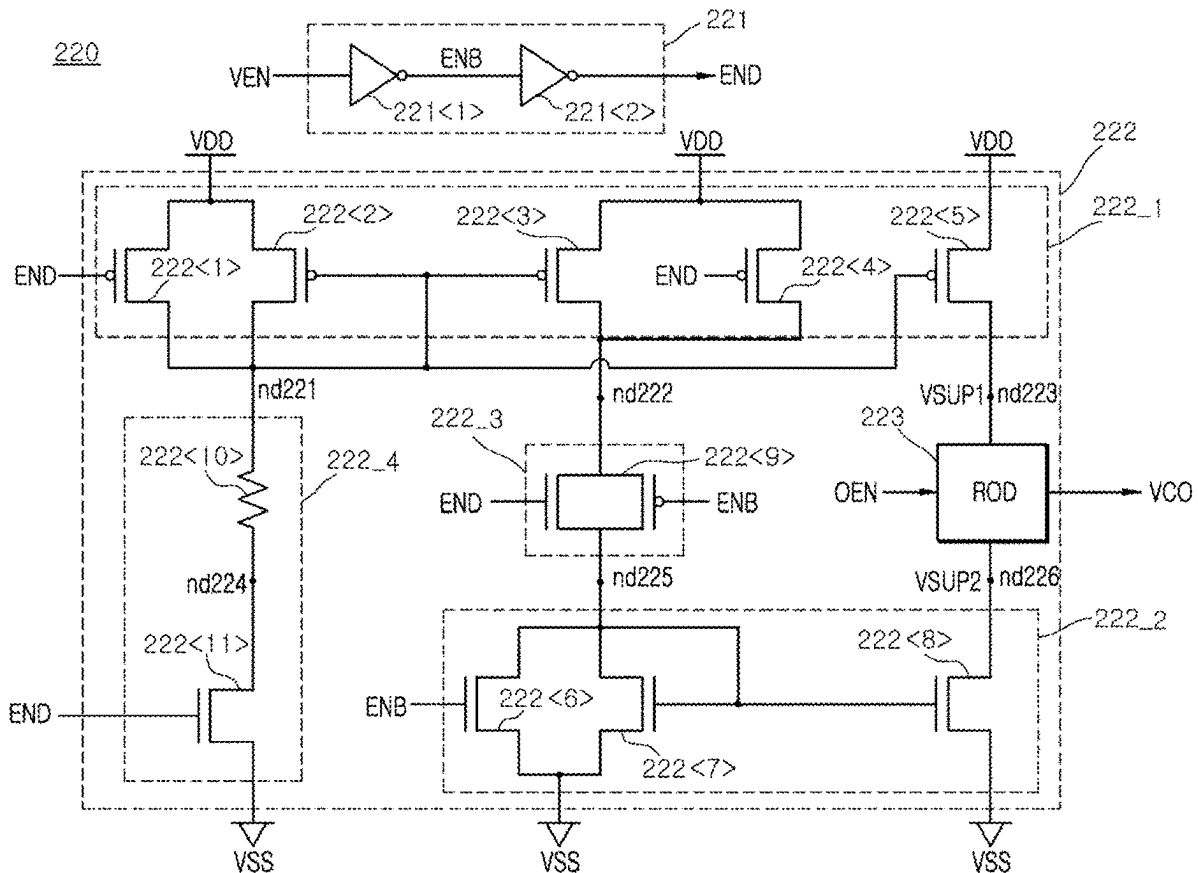 220
221
VEN
ENB
END
221<1>
221<2>
222
VDD
VDD
VDD
222_1
222<2>
222<3>
222<5>
END
222<1>
END
222<4>
nd221
nd222
VSUP1
nd223
222_3
223
222<10>
222_4
222<9>
END
ENB
OEN
ROD
VCO
nd224
nd225
VSUP2
nd226
222_2
222<11>
222<8>
END
ENB
222<6>
222<7>
VSS
VSS
VSS